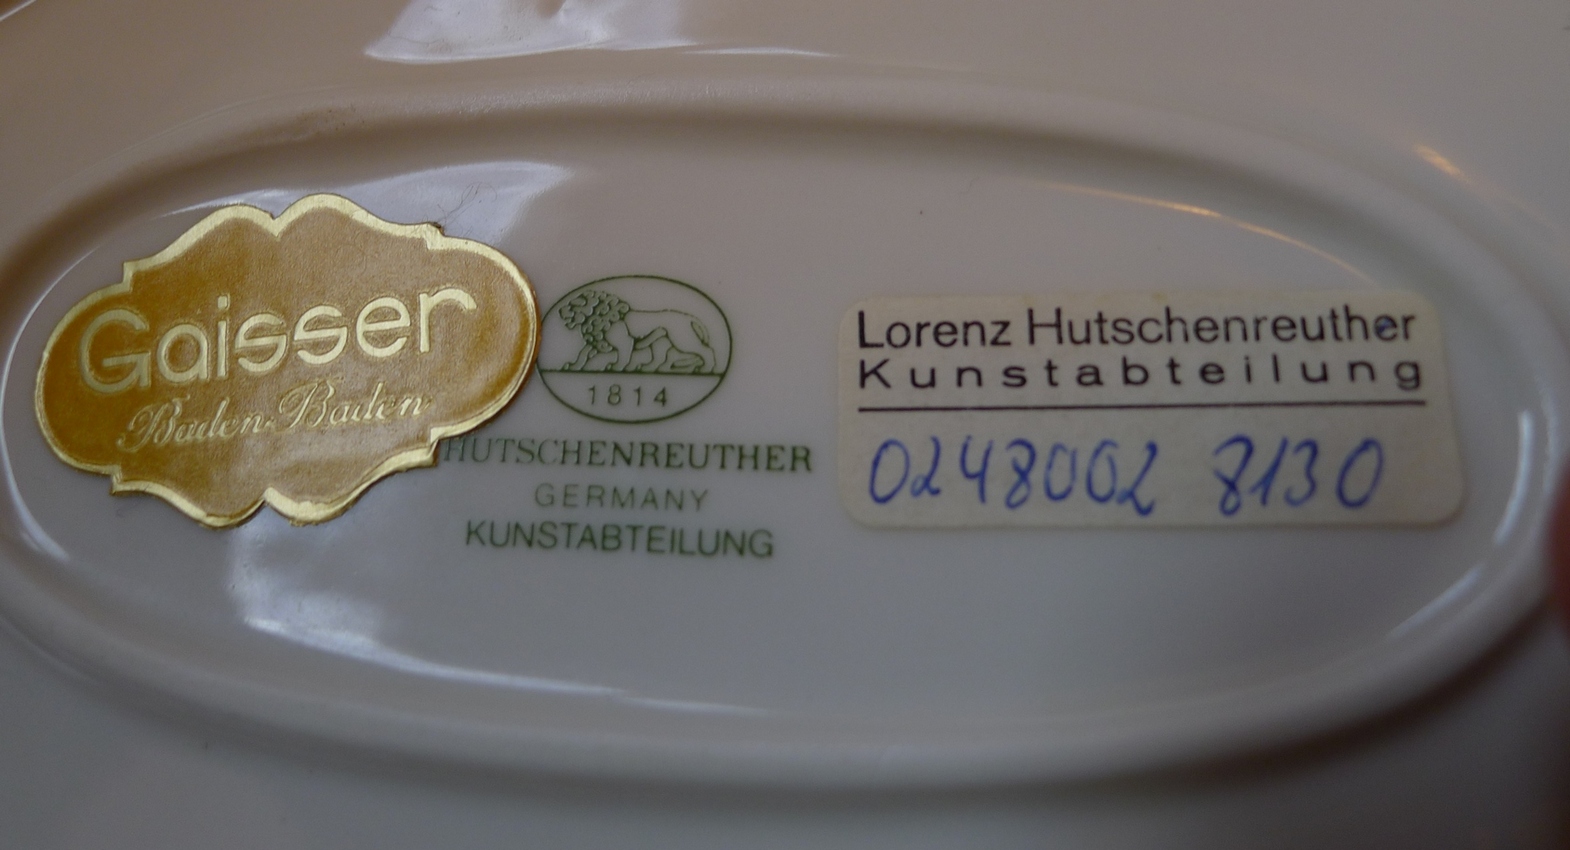 Gaisser
Baden-Baden
1814
HUTSCHENREUTHER
GERMANY
KUNSTABTEILUNG
Lorenz Hutschenreuther
Kunstabteilung
0248002 8130